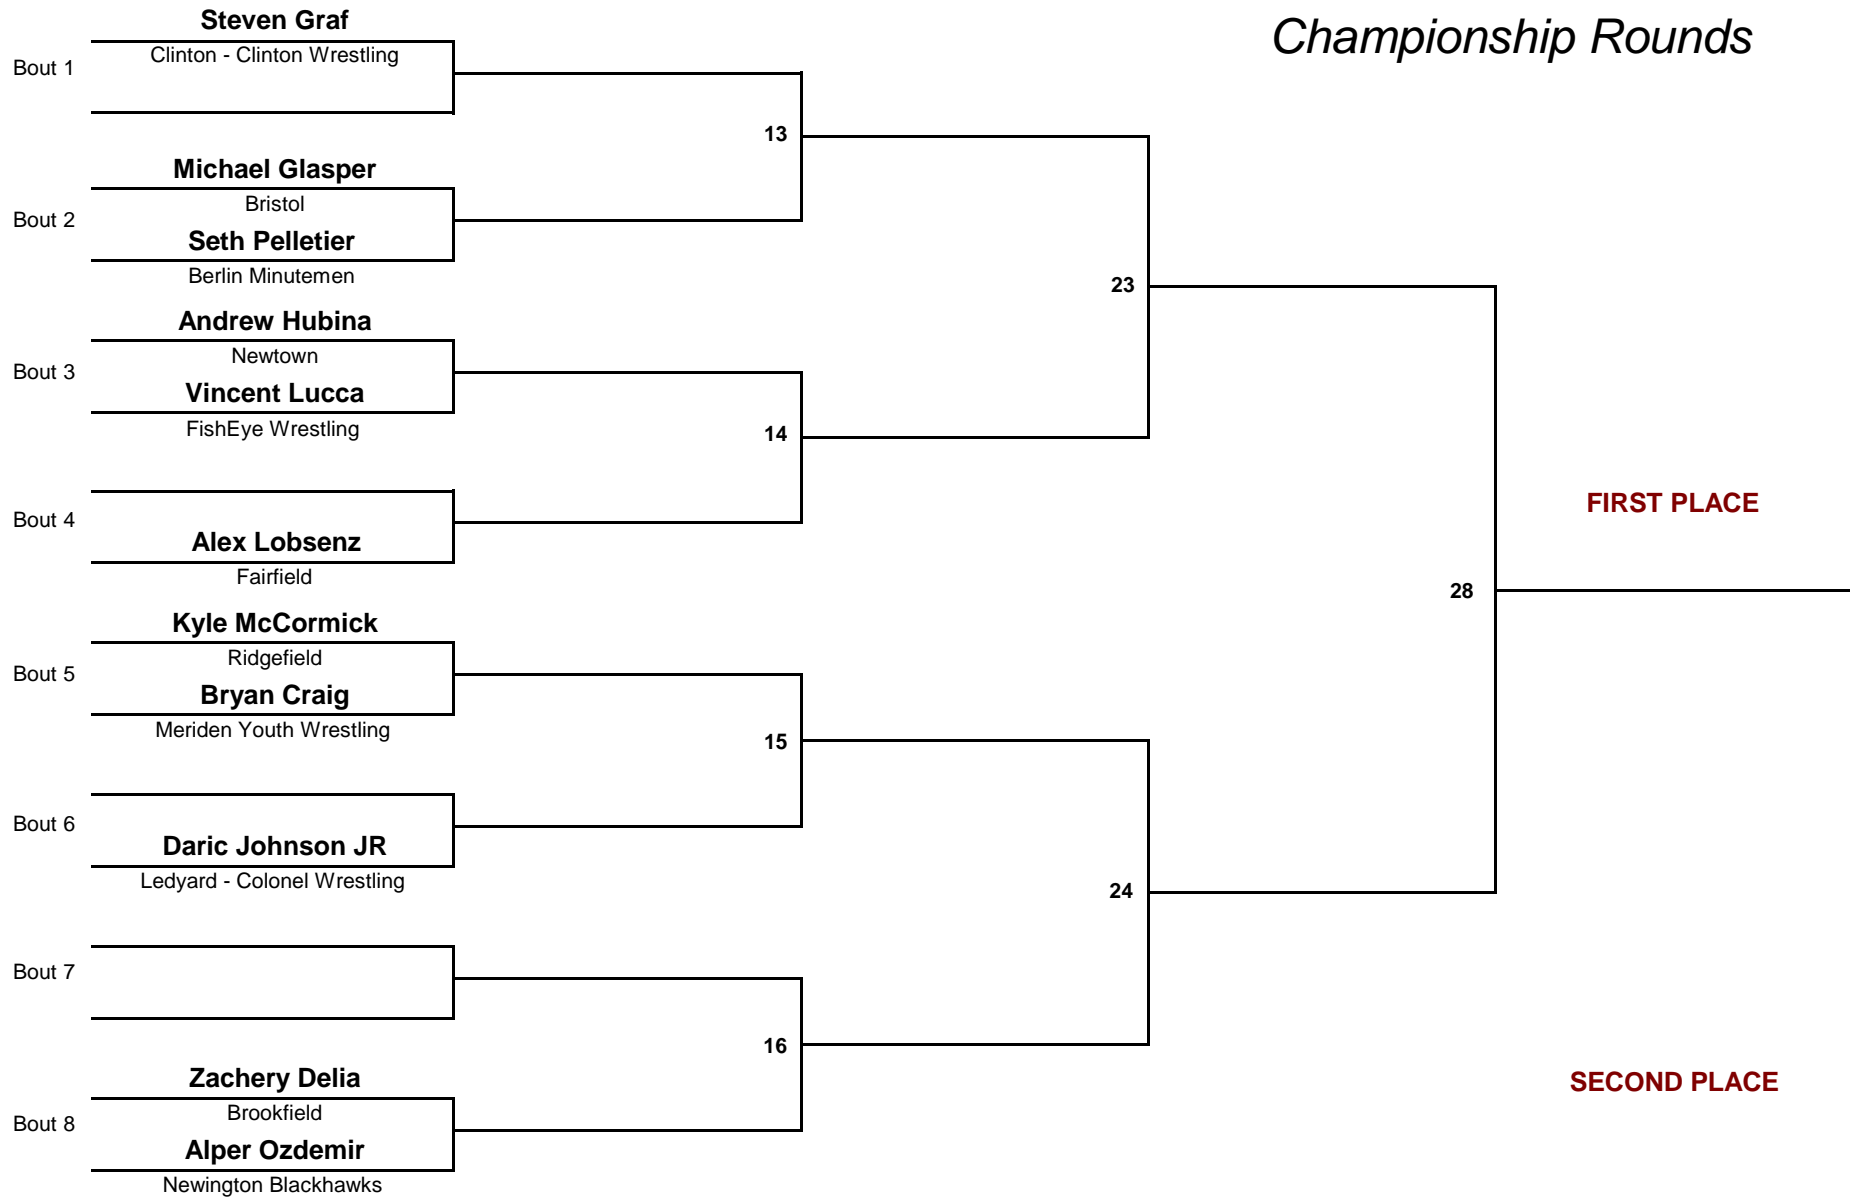 Championship Rounds
Steven Graf
Bout 1
Clinton - Clinton Wrestling
13
Michael Glasper
Bout 2
Bristol
Seth Pelletier
Berlin Minutemen
23
Andrew Hubina
Bout 3
Newtown
Vincent Lucca
FishEye Wrestling
14
Bout 4
Alex Lobsenz
Fairfield
FIRST PLACE
28
Kyle McCormick
Bout 5
Ridgefield
Bryan Craig
Meriden Youth Wrestling
15
Bout 6
Daric Johnson JR
Ledyard - Colonel Wrestling
24
Bout 7
16
Zachery Delia
Bout 8
Brookfield
Alper Ozdemir
Newington Blackhawks
SECOND PLACE